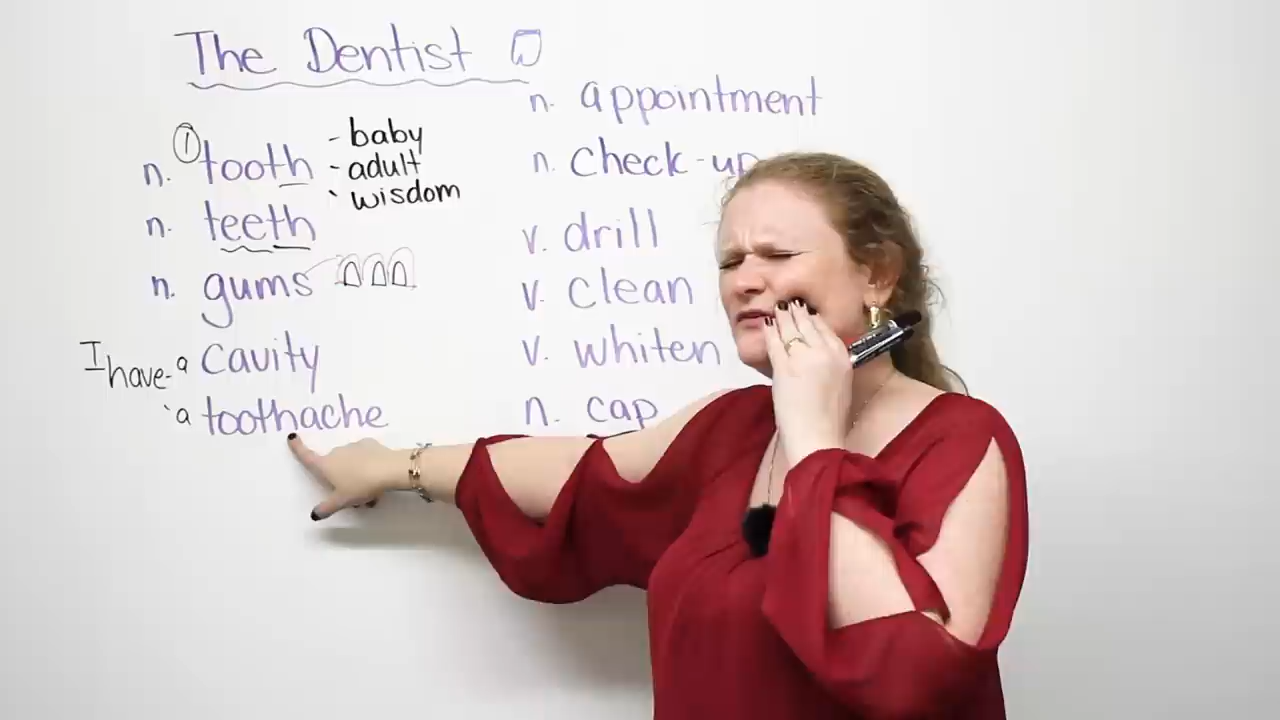 The Dentist
① n. tooth - baby
- adult
- wisdom
n. teeth
n. gums
I have - a cavity
- a toothache
n. appointment
n. check-up
v. drill
v. clean
v. whiten
n. cap